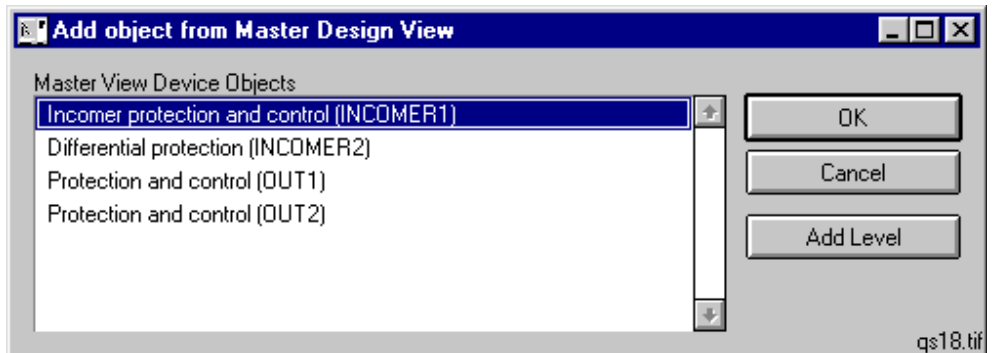 Add object from Master Design View
Master View Device Objects
Incomer protection and control (INCOMER1)
Differential protection (INCOMER2)
Protection and control (OUT1)
Protection and control (OUT2)
OK
Cancel
Add Level
qs18.tif